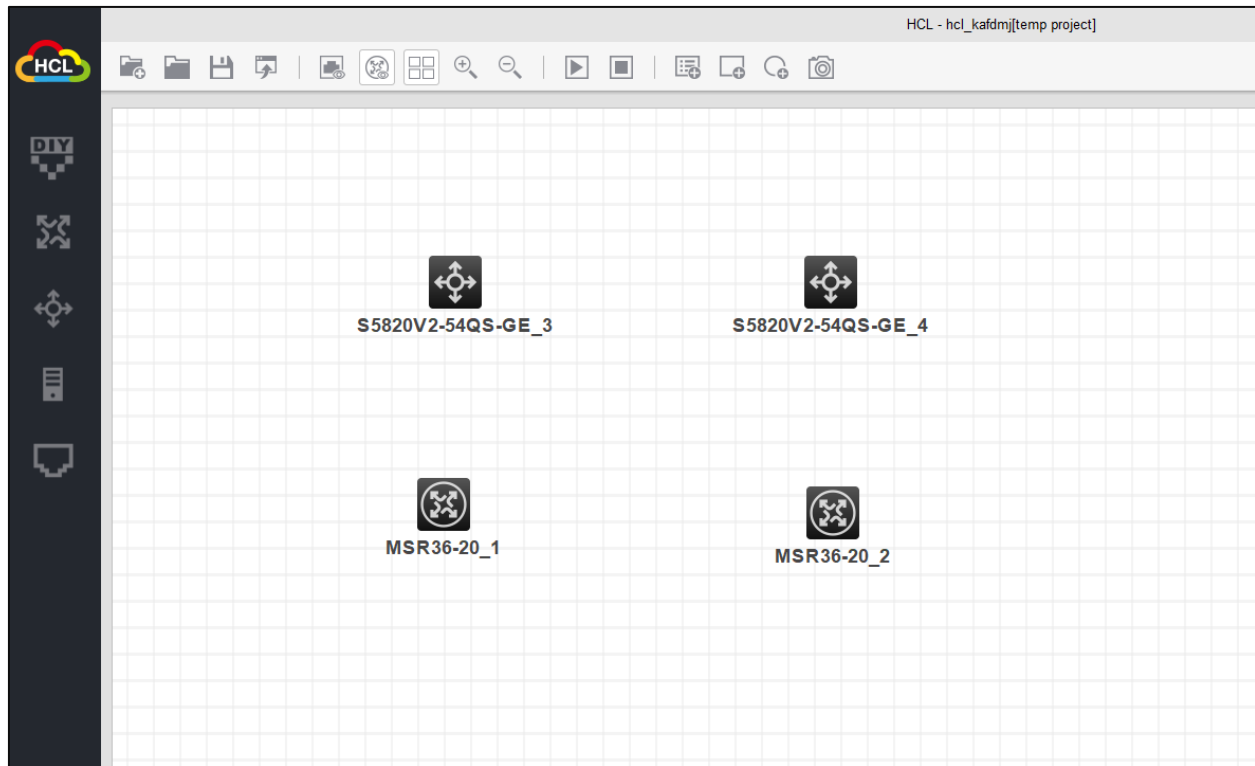 HCL - hcl_kafdmj[temp project]
HCL
DIY
S5820V2-54QS-GE_3
S5820V2-54QS-GE_4
MSR36-20_1
MSR36-20_2